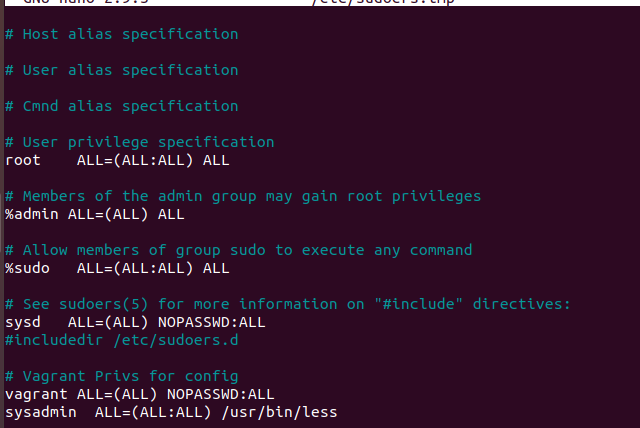 GNU nano 2.9.3 /etc/sudoers.tmp
# Host alias specification
# User alias specification
# Cmnd alias specification
# User privilege specification
root    ALL=(ALL:ALL) ALL
# Members of the admin group may gain root privileges
%admin ALL=(ALL) ALL
# Allow members of group sudo to execute any command
%sudo   ALL=(ALL:ALL) ALL
# See sudoers(5) for more information on "#include" directives:
sysd   ALL=(ALL) NOPASSWD:ALL
#includedir /etc/sudoers.d
# Vagrant Privs for config
vagrant ALL=(ALL) NOPASSWD:ALL
sysadmin  ALL=(ALL:ALL) /usr/bin/less